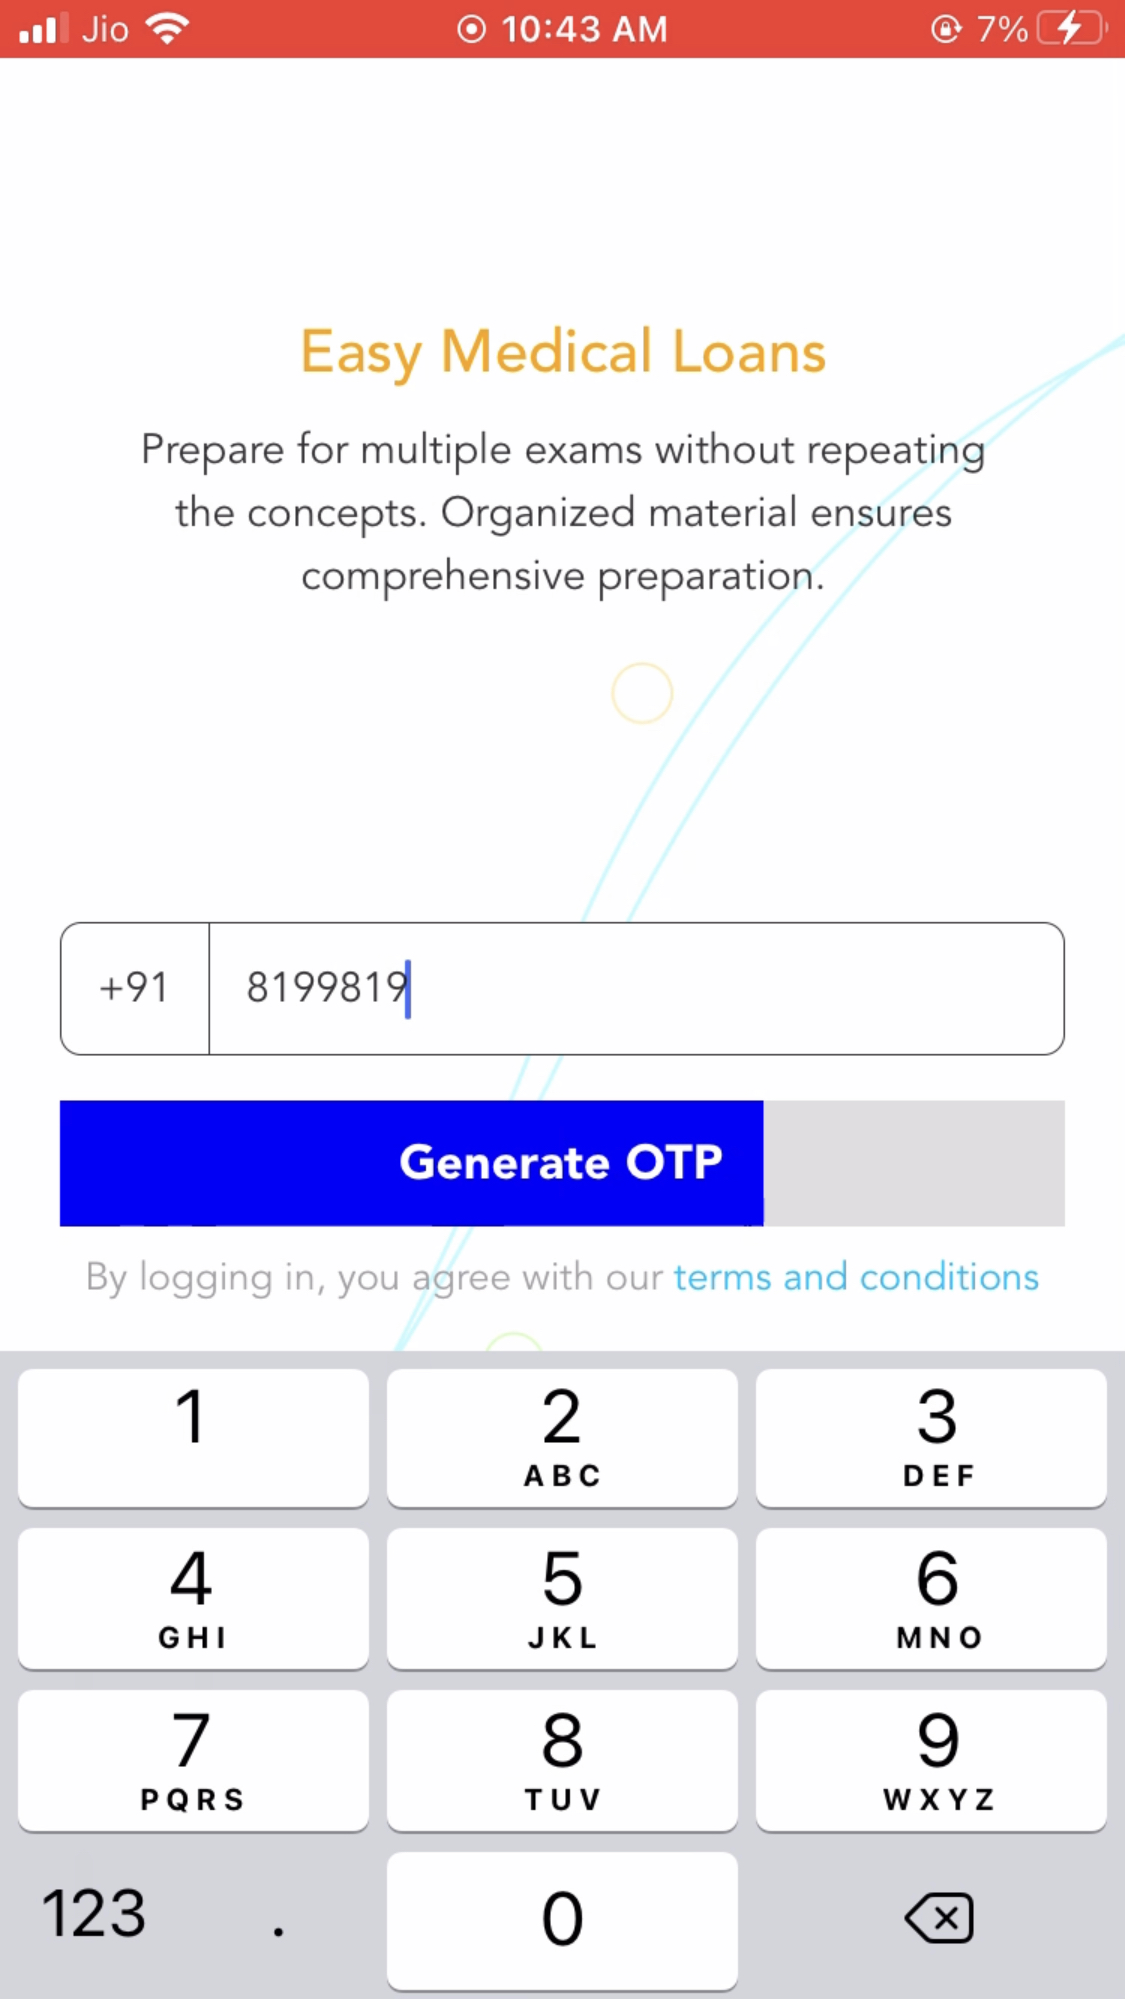 Jio 10:43 AM 7%
Easy Medical Loans
Prepare for multiple exams without repeating
the concepts. Organized material ensures
comprehensive preparation.
+91 8199819
Generate OTP
By logging in, you agree with our terms and conditions
1 2 3
ABC DEF
4 5 6
GHI JKL MNO
7 8 9
PQRS TUV WXYZ
123 . 0